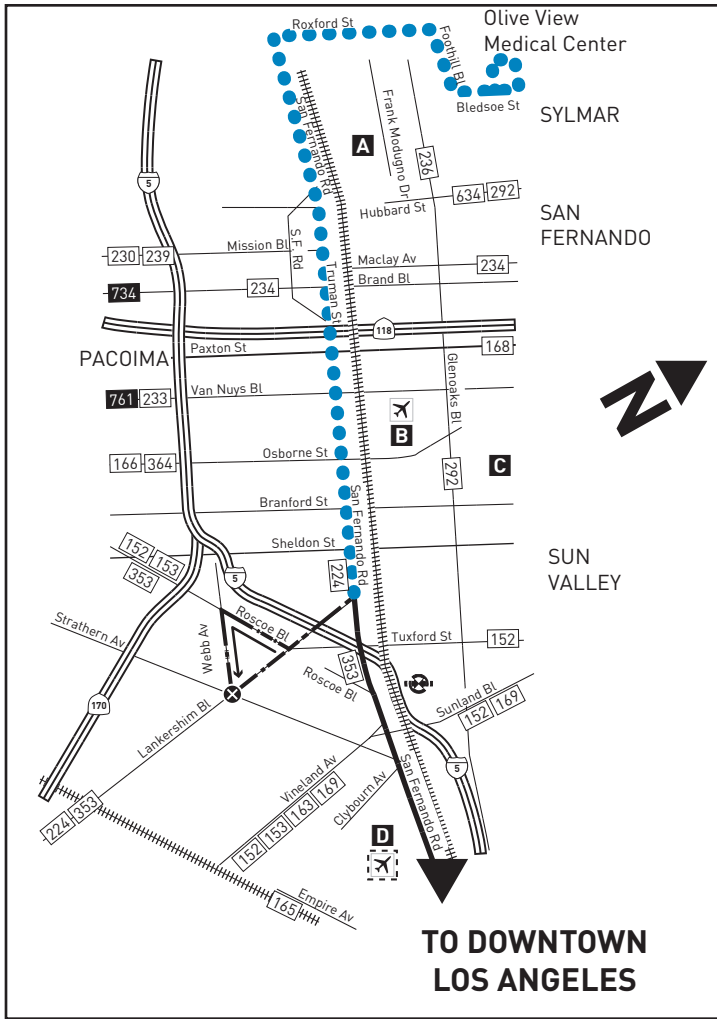 Olive View
Medical Center
Roxford St
Foothill Bl
Bledsoe St
SYLMAR
San Fernando Rd
Frank Modugno Dr
A
236
5
634 292
Hubbard St
SAN
FERNANDO
S.F. Rd
Mission Bl
230 239
Truman St
Maclay Av
234
Brand Bl
734
234
118
PACOIMA
Paxton St
168
Van Nuys Bl
761 233
Glenoaks Bl
N
B
Osborne St
166 364
C
292
Branford St
San Fernando Rd
Sheldon St
152 153
353
5
224
SUN
VALLEY
Roscoe Bl
Strathern Av
Webb Av
Tuxford St
152
353
Roscoe Bl
Sunland Bl
152 169
170
Lankershim Bl
Vineland Av
San Fernando Rd
5
Clybourn Av
224 353
152 153 163 169
D
165
Empire Av
TO DOWNTOWN
LOS ANGELES